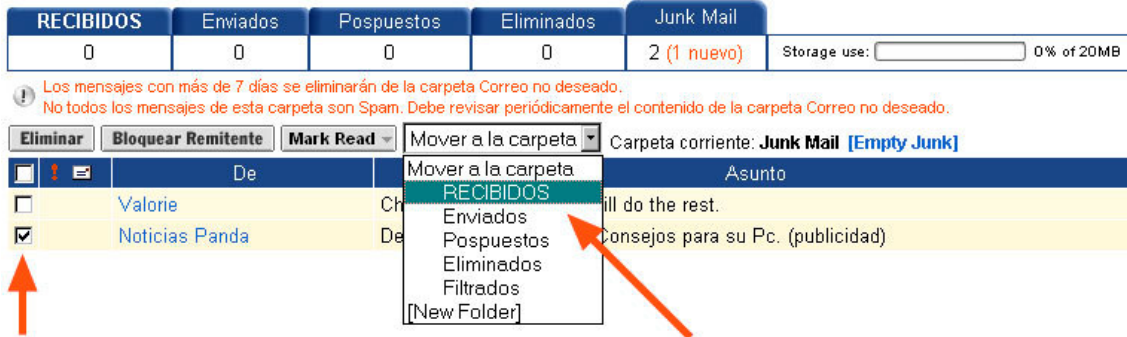 RECIBIDOS Enviados Pospuestos Eliminados Junk Mail
0 0 0 0 2 (1 nuevo) Storage use: 0% of 20MB
Los mensajes con más de 7 días se eliminarán de la carpeta Correo no deseado.
No todos los mensajes de esta carpeta son Spam. Debe revisar periódicamente el contenido de la carpeta Correo no deseado.
Eliminar Bloquear Remitente Mark Read Mover a la carpeta Carpeta corriente: Junk Mail [Empty Junk]
De Asunto
Valorie Ch ill do the rest.
Noticias Panda De Consejos para su Pc. (publicidad)
Mover a la carpeta
RECIBIDOS
Enviados
Pospuestos
Eliminados
Filtrados
[New Folder]